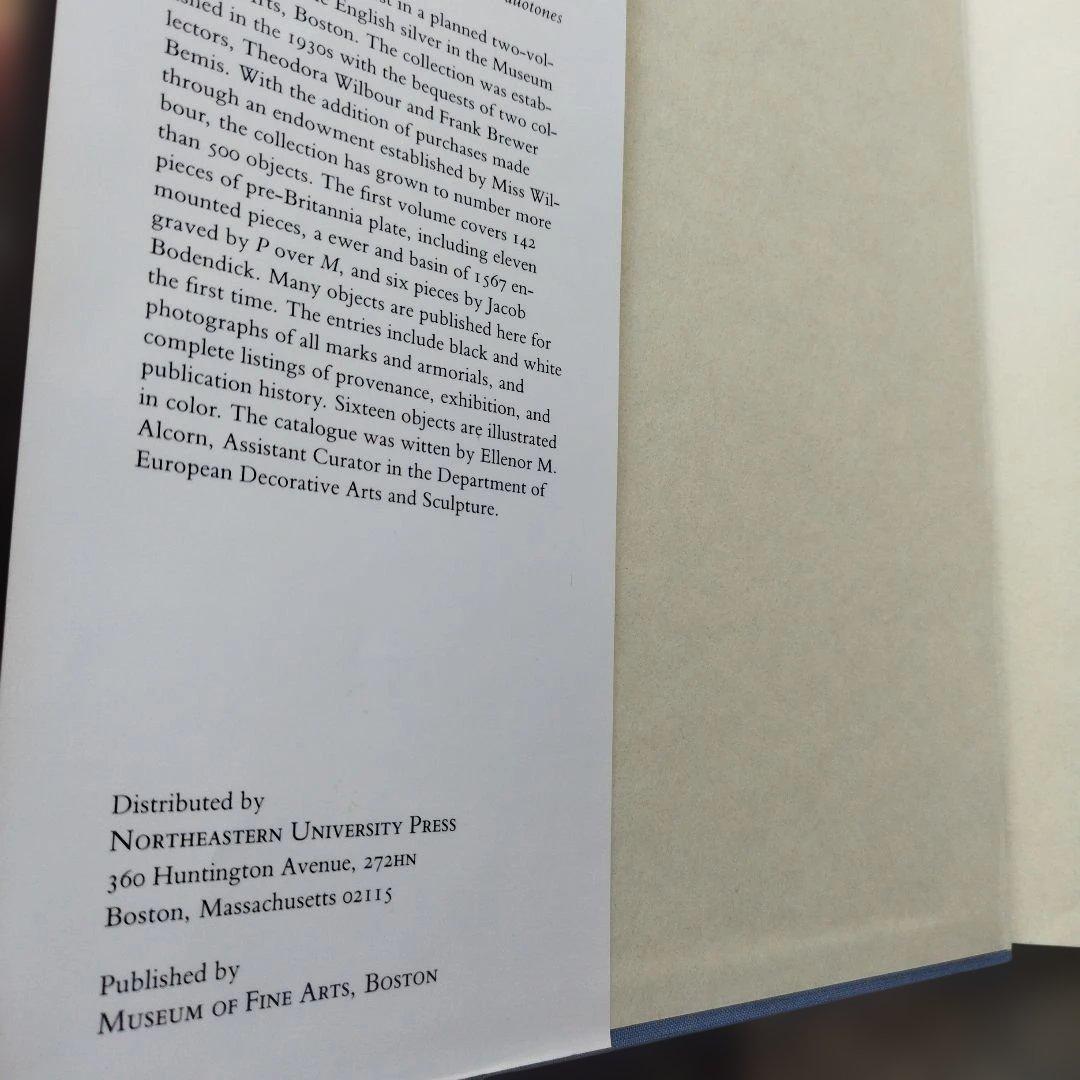 duotones
in a planned two-vol-
English silver in the Museum
Arts, Boston. The collection was estab-
lished in the 1930s with the bequests of two col-
lectors, Theodora Wilbour and Frank Brewer
Bemis. With the addition of purchases made
through an endowment established by Miss Wil-
bour, the collection has grown to number more
than 500 objects. The first volume covers 142
pieces of pre-Britannia plate, including eleven
mounted pieces, a ewer and basin of 1567 en-
graved by P over M, and six pieces by Jacob
Bodendick. Many objects are published here for
the first time. The entries include black and white
photographs of all marks and armorials, and
complete listings of provenance, exhibition, and
publication history. Sixteen objects are illustrated
in color. The catalogue was witten by Ellenor M.
Alcorn, Assistant Curator in the Department of
European Decorative Arts and Sculpture.
Distributed by
NORTHEASTERN UNIVERSITY PRESS
360 Huntington Avenue, 272HN
Boston, Massachusetts 02115
Published by
MUSEUM OF FINE ARTS, BOSTON